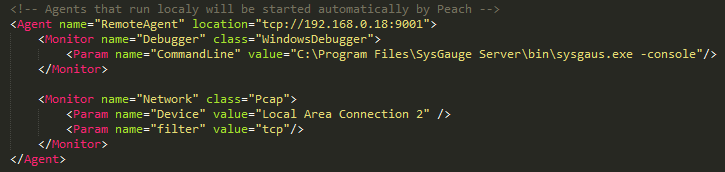 <!-- Agents that run localy will be started automatically by Peach -->
<Agent name="RemoteAgent" location="tcp://192.168.0.18:9001">
    <Monitor name="Debugger" class="WindowsDebugger">
        <Param name="CommandLine" value="C:\Program Files\SysGauge Server\bin\sysgaus.exe -console"/>
    </Monitor>

    <Monitor name="Network" class="Pcap">
        <Param name="Device" value="Local Area Connection 2" />
        <Param name="filter" value="tcp"/>
    </Monitor>
</Agent>